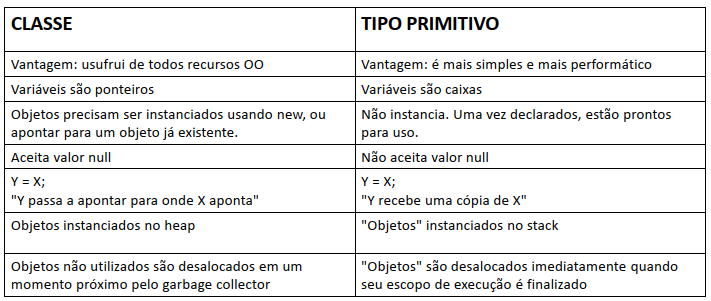 CLASSE
TIPO PRIMITIVO
Vantagem: usufrui de todos recursos OO
Vantagem: é mais simples e mais performático
Variáveis são ponteiros
Variáveis são caixas
Objetos precisam ser instanciados usando new, ou
apontar para um objeto já existente.
Não instancia. Uma vez declarados, estão prontos
para uso.
Aceita valor null
Não aceita valor null
Y = X;
"Y passa a apontar para onde X aponta"
Y = X;
"Y recebe uma cópia de X"
Objetos instanciados no heap
"Objetos" instanciados no stack
Objetos não utilizados são desalocados em um
momento próximo pelo garbage collector
"Objetos" são desalocados imediatamente quando
seu escopo de execução é finalizado